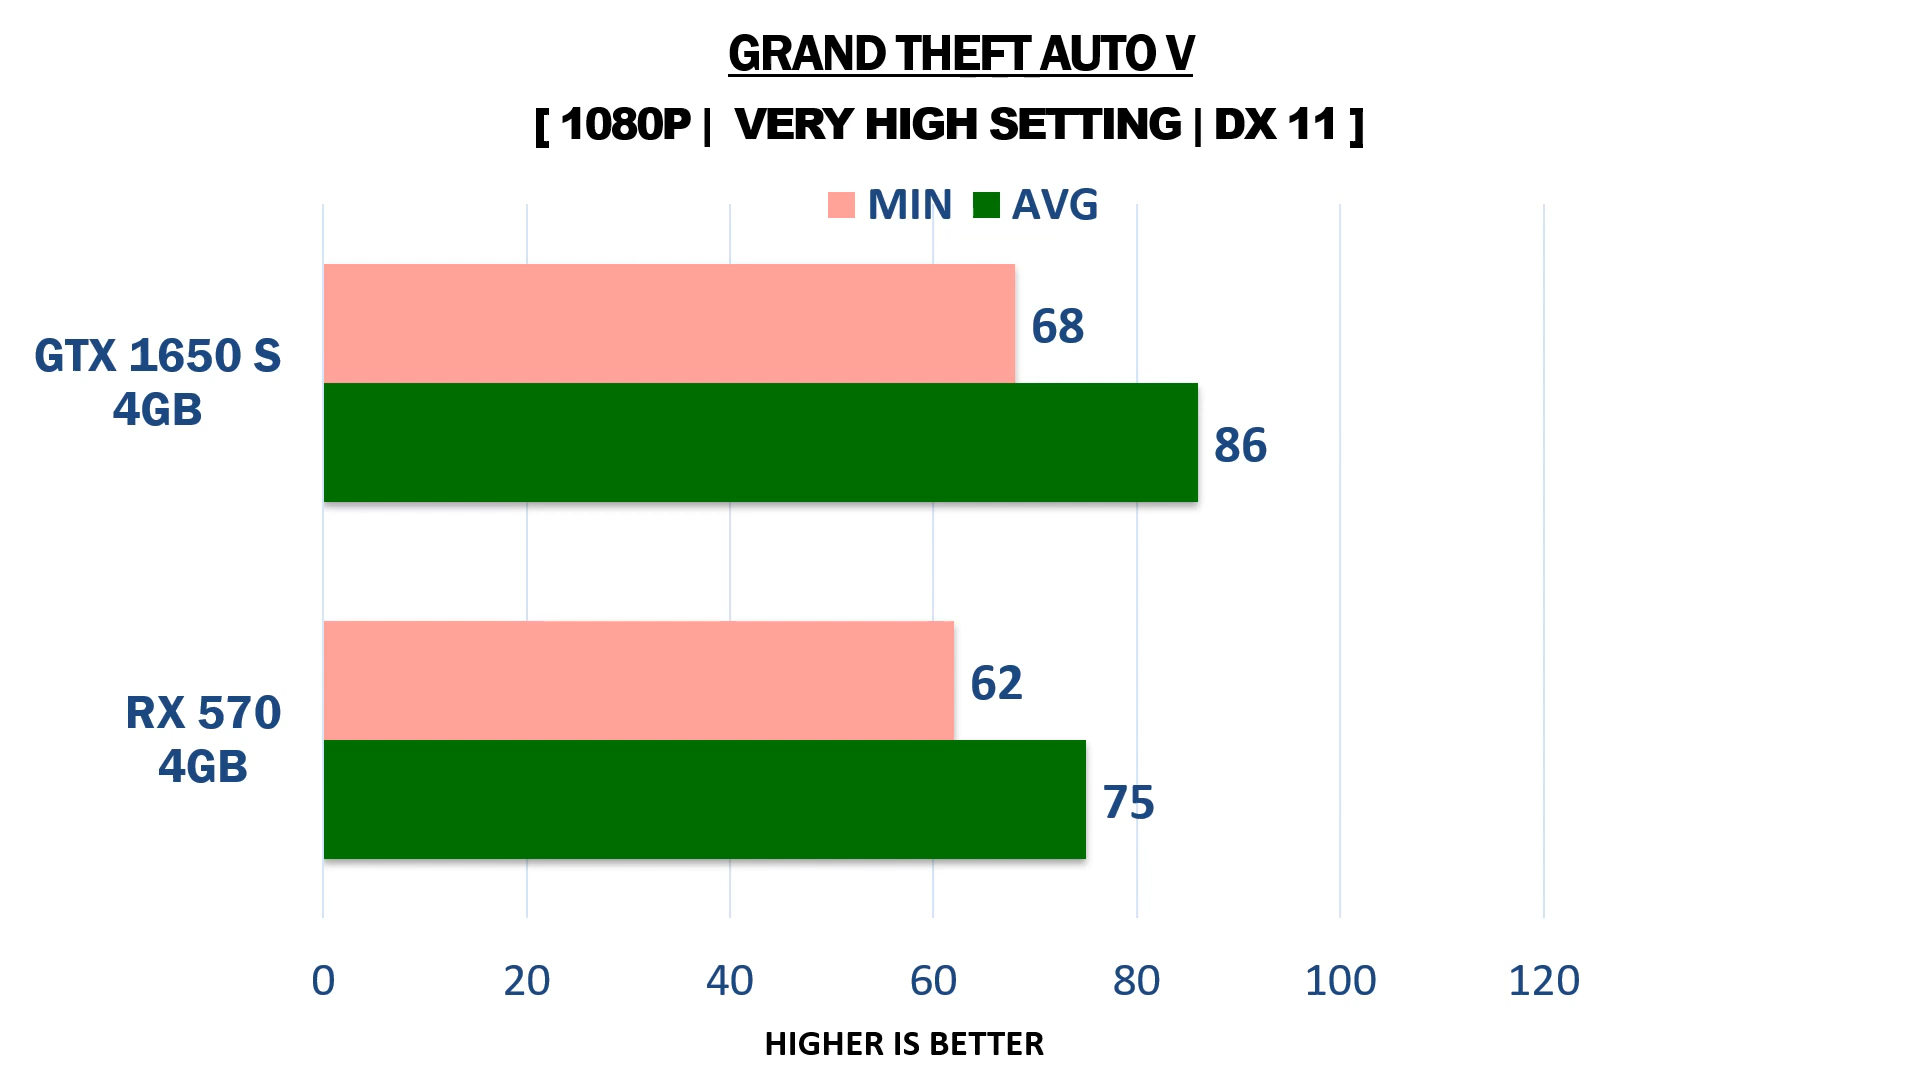 GRAND THEFT AUTO V
[ 1080P | VERY HIGH SETTING | DX 11 ]
MIN AVG
GTX 1650 S
4GB
68
86
RX 570
4GB
62
75
0 20 40 60 80 100 120
HIGHER IS BETTER